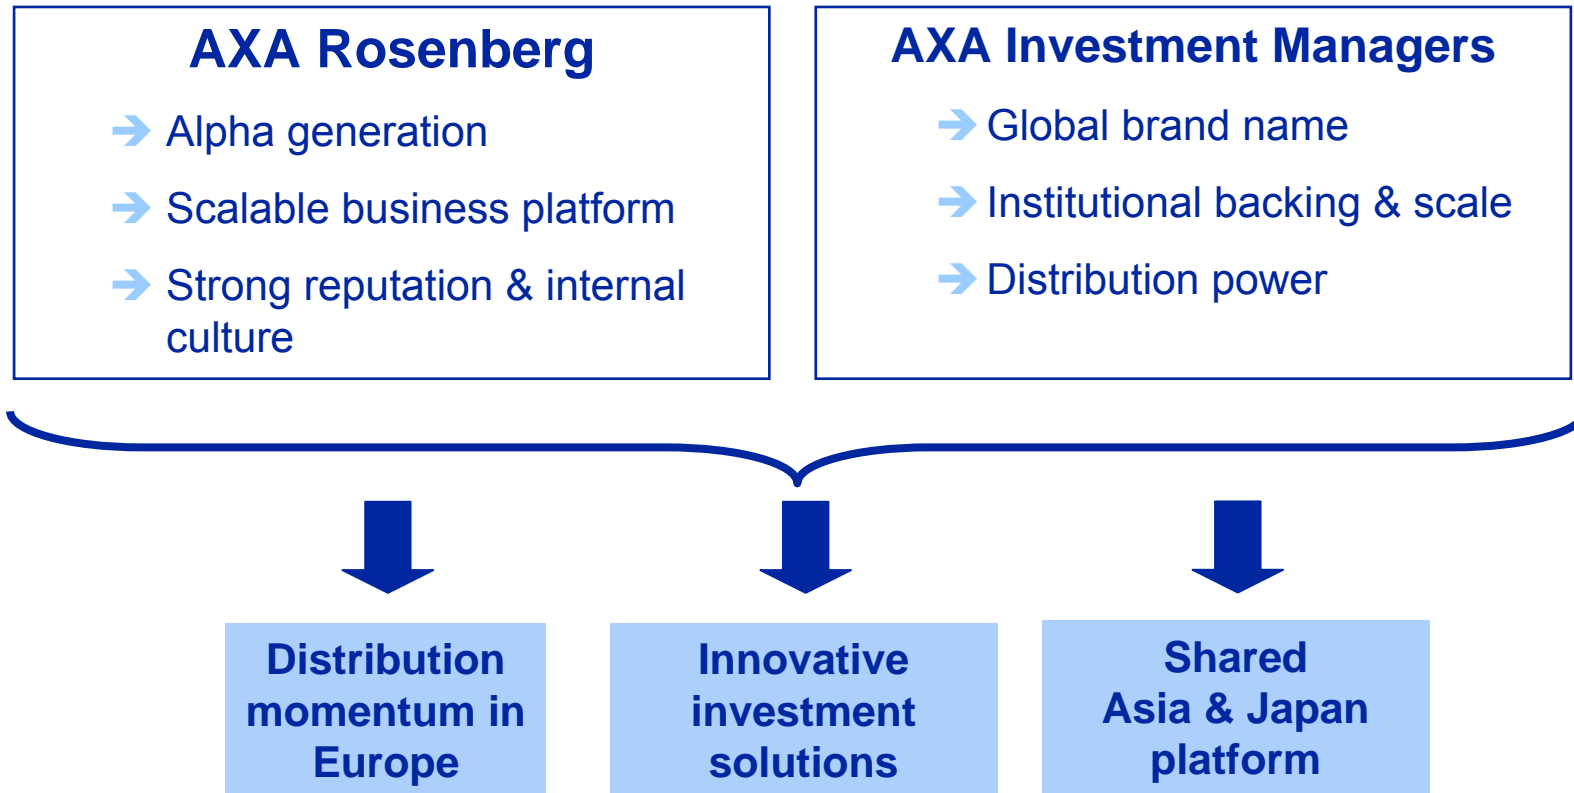 AXA Rosenberg
Alpha generation
Scalable business platform
Strong reputation & internal
culture
AXA Investment Managers
Global brand name
Institutional backing & scale
Distribution power
Distribution
momentum in
Europe
Innovative
investment
solutions
Shared
Asia & Japan
platform